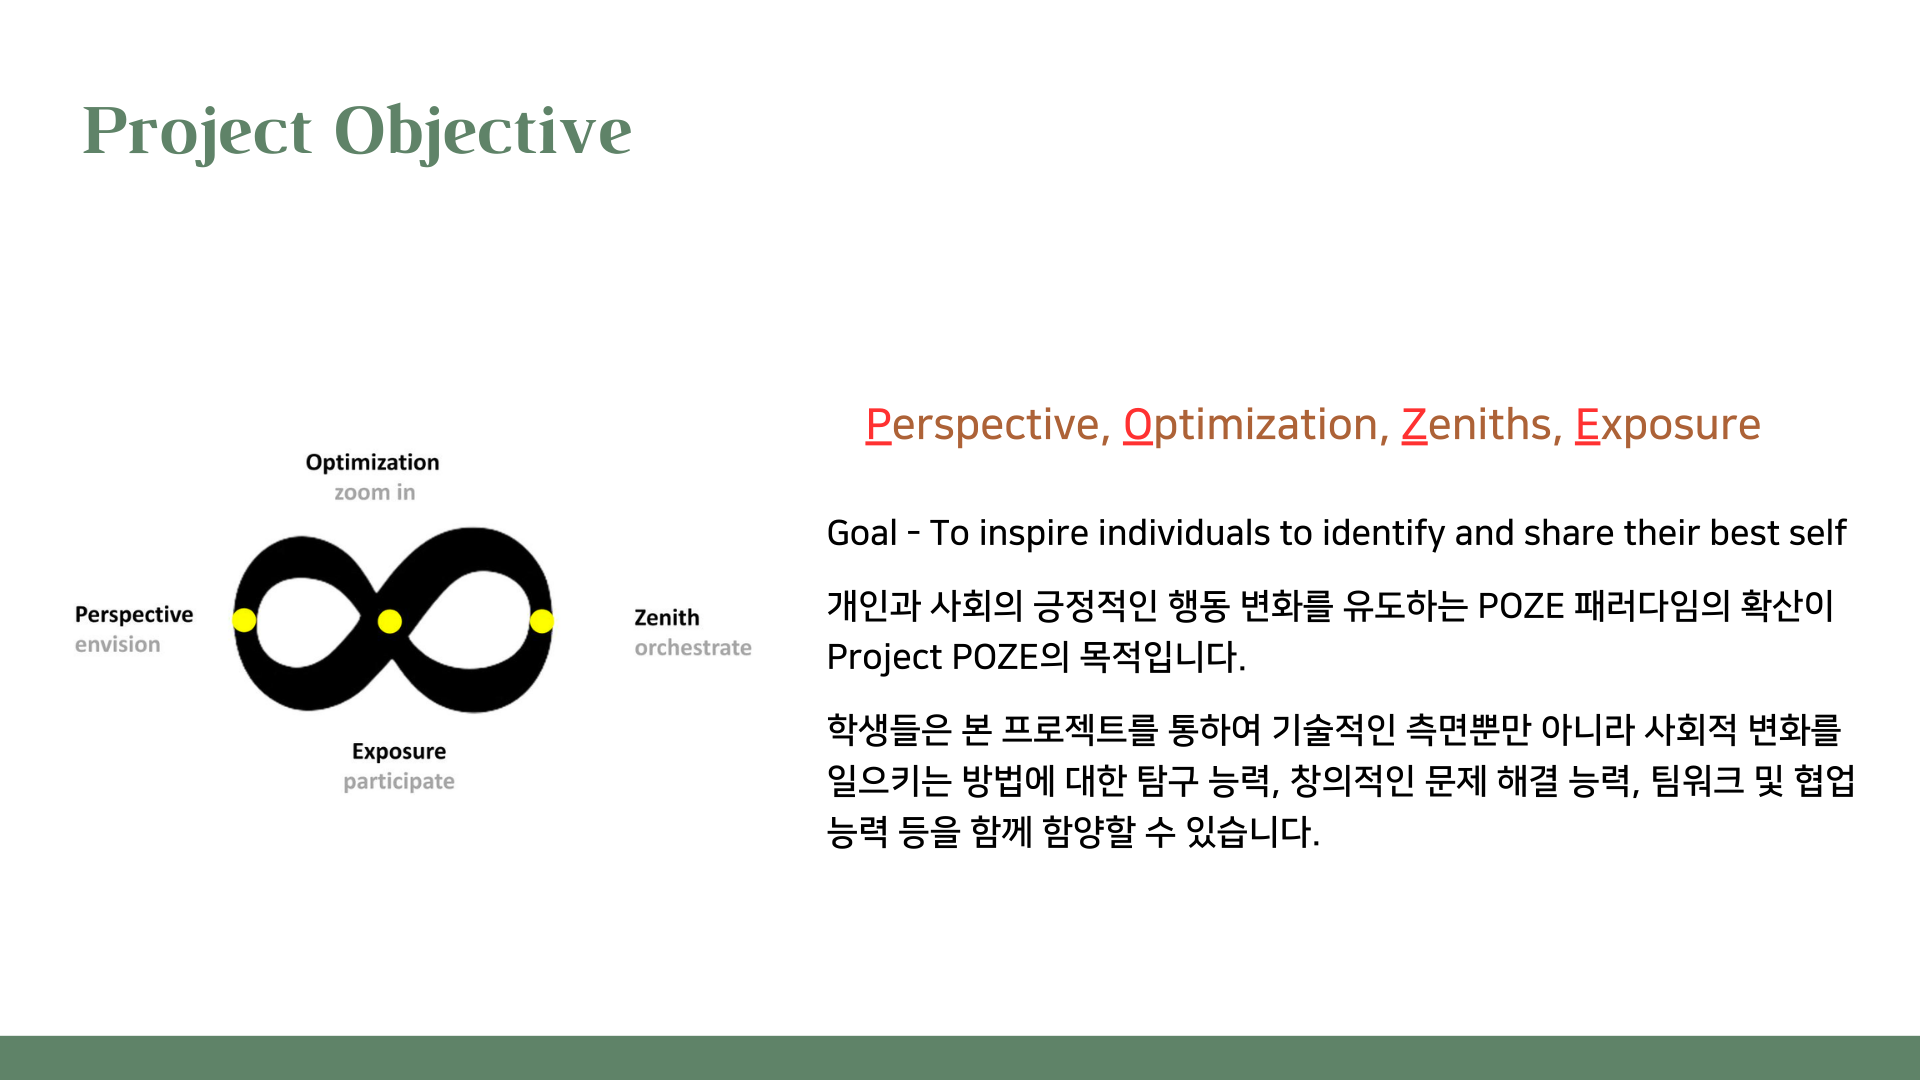 Project Objective
Optimization
zoom in
Perspective
envision
Zenith
orchestrate
Exposure
participate
Perspective, Optimization, Zeniths, Exposure
Goal - To inspire individuals to identify and share their best self
개인과 사회의 긍정적인 행동 변화를 유도하는 POZE 패러다임의 확산이
Project POZE의 목적입니다.
학생들은 본 프로젝트를 통하여 기술적인 측면뿐만 아니라 사회적 변화를
일으키는 방법에 대한 탐구 능력, 창의적인 문제 해결 능력, 팀워크 및 협업
능력 등을 함께 함양할 수 있습니다.